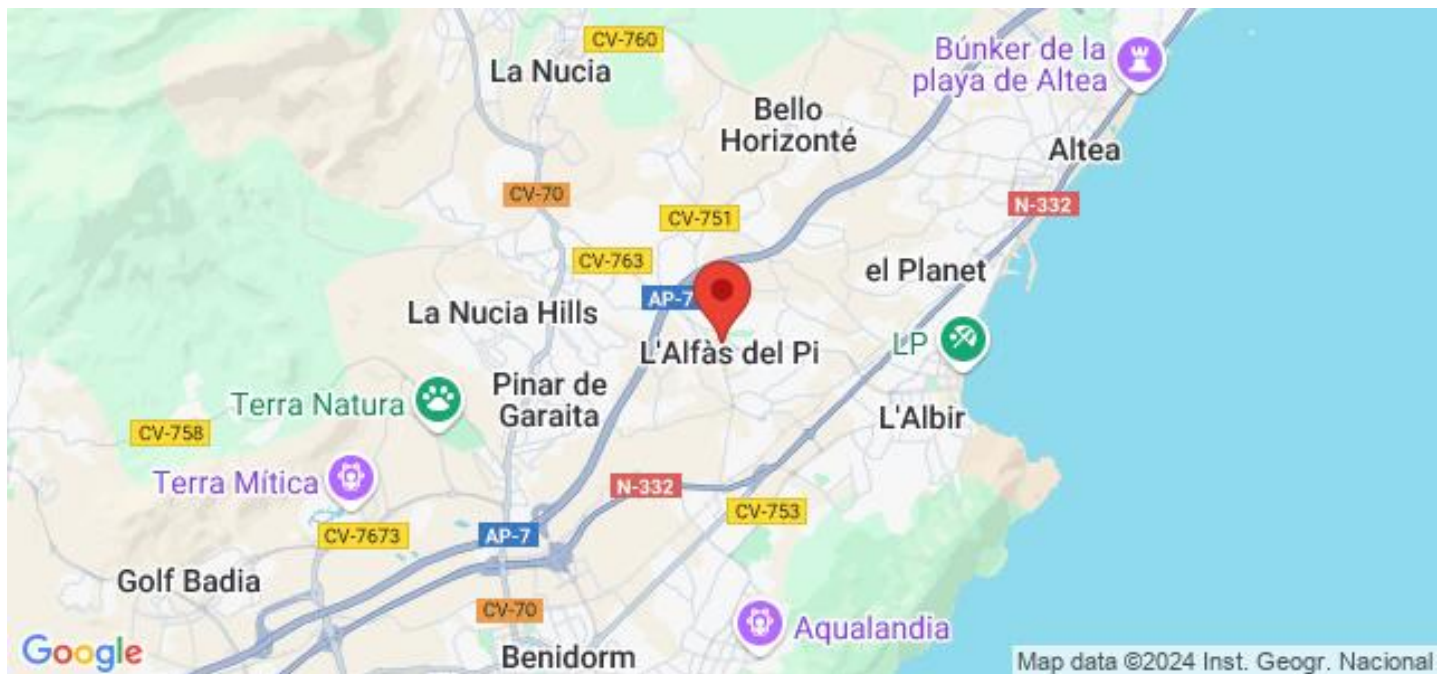 CV-760
La Nucia
Búnker de la
playa de Altea
Bello
Horizonté
Altea
CV-70
N-332
CV-751
CV-763
el Planet
AP-7
La Nucia Hills
L'Alfàs del Pi
LP
Pinar de
Garaita
Terra Natura
L'Albir
CV-758
Terra Mítica
N-332
CV-753
CV-7673
AP-7
Golf Badia
CV-70
Aqualandia
Benidorm
Google
Map data ©2024 Inst. Geogr. Nacional